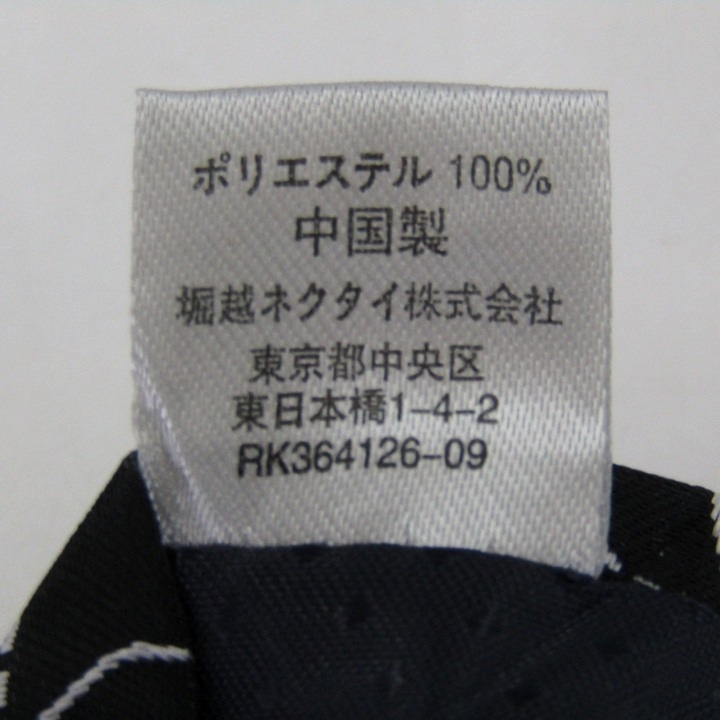 ポリエステル 100%
中国製
堀越ネクタイ株式会社
東京都中央区
東日本橋1-4-2
RK364126-09